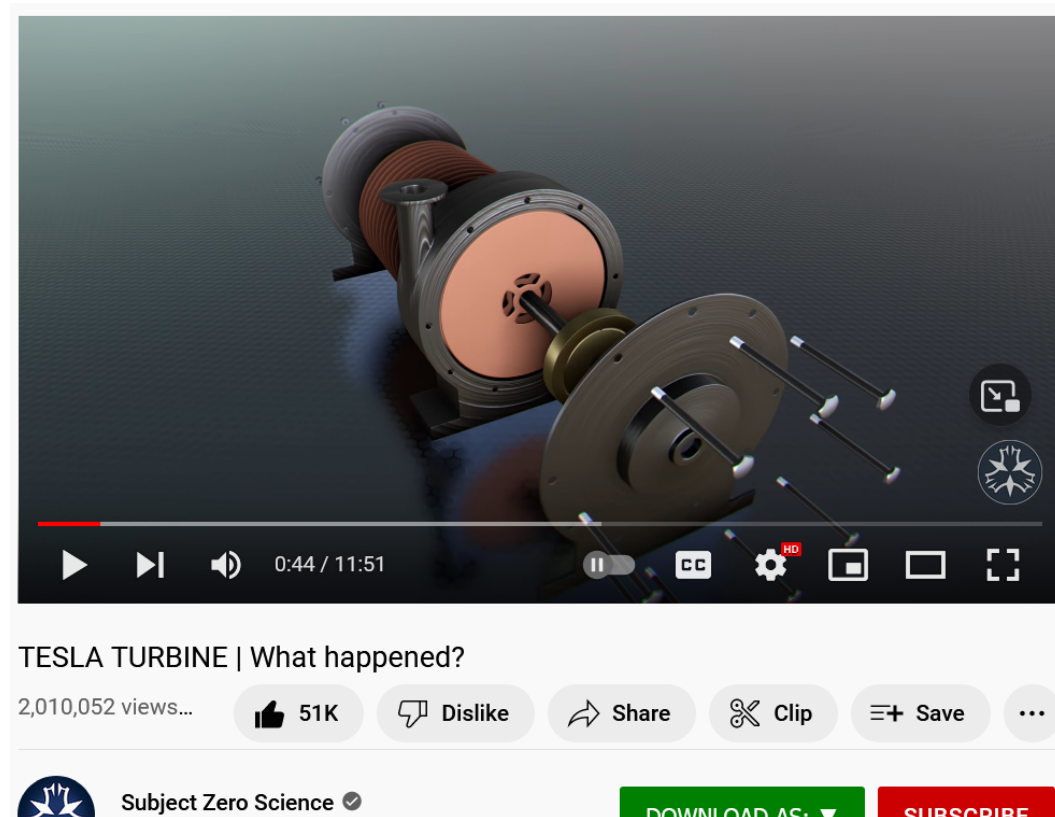 0:44 / 11:51
CC
HD
TESLA TURBINE | What happened?
2,010,052 views...
51K
Dislike
Share
Clip
Save
...
Subject Zero Science
DOWNLOAD AS: ▼
SUBSCRIBE